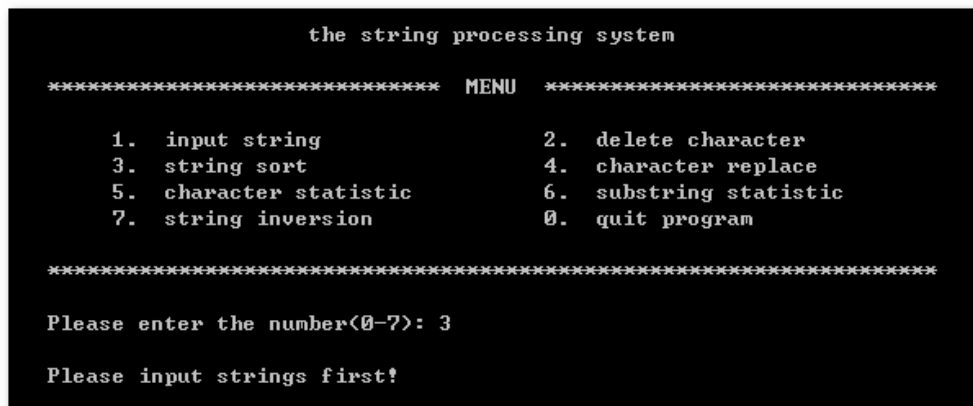 the string processing system
****************************** MENU ******************************
1. input string 2. delete character
3. string sort 4. character replace
5. character statistic 6. substring statistic
7. string inversion 0. quit program
********************************************************************
Please enter the number(0-7): 3
Please input strings first!